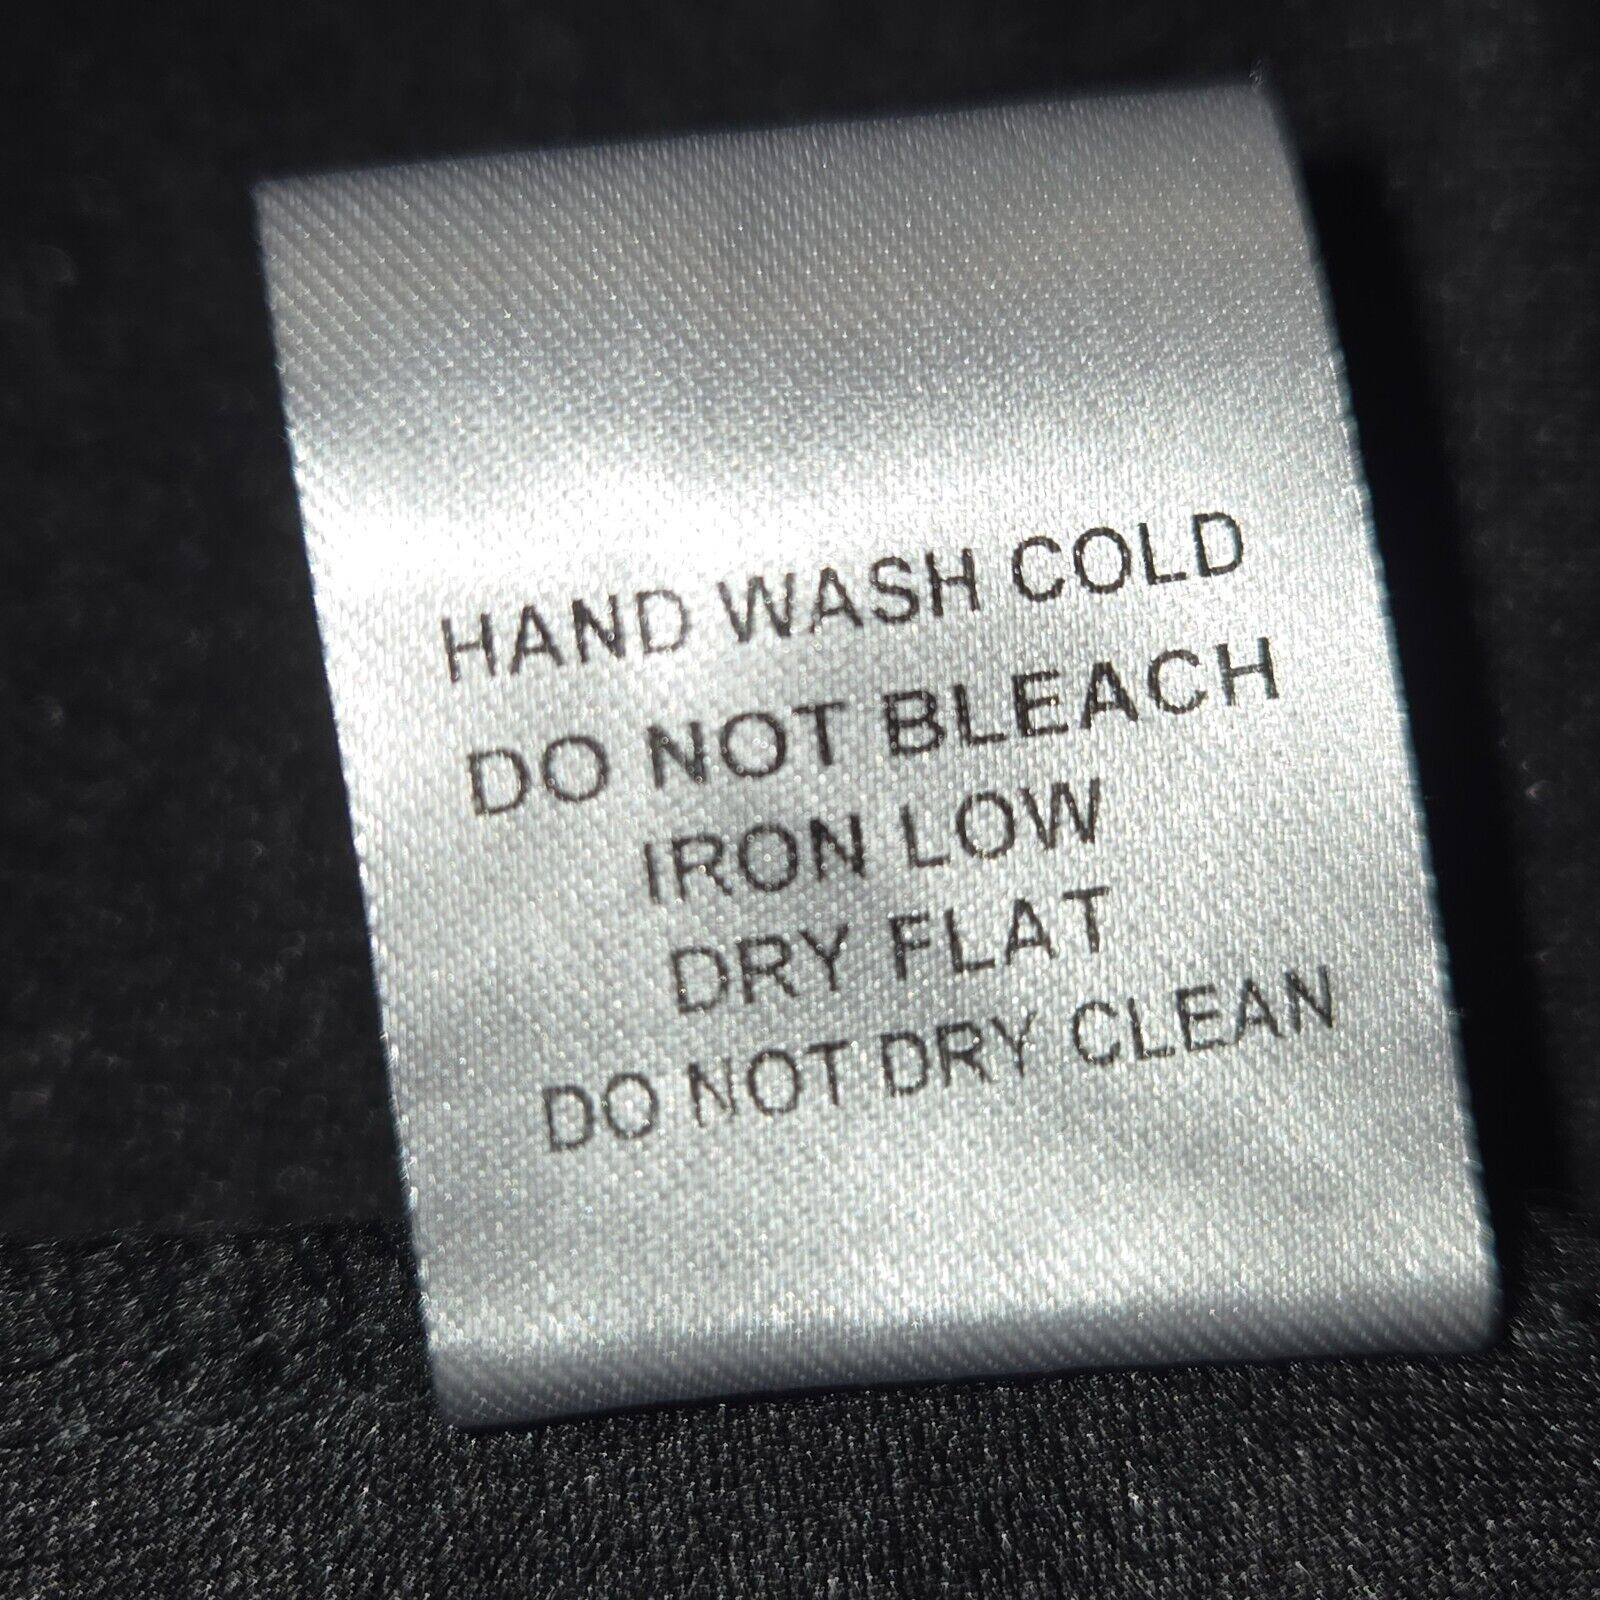 HAND WASH COLD
DO NOT BLEACH
IRON LOW
DRY FLAT
DO NOT DRY CLEAN